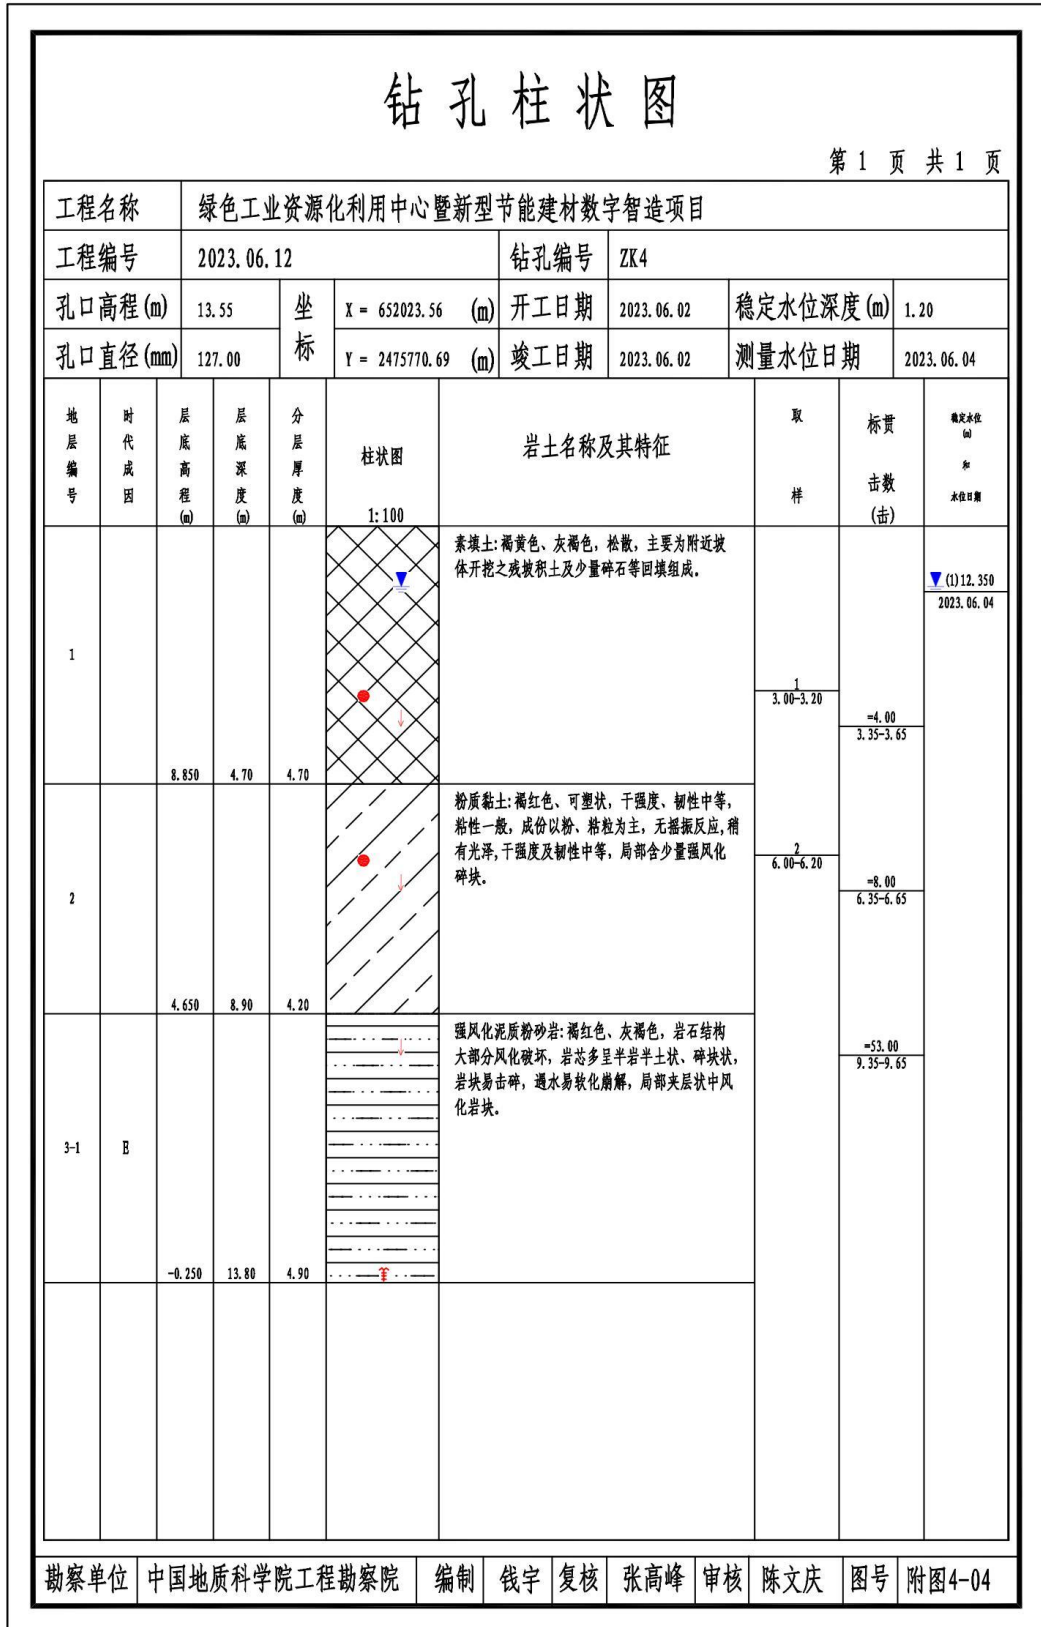 钻孔柱状图
第 1 页 共 1 页
工程名称 绿色工业资源化利用中心暨新型节能建材数字智造项目
工程编号 2023.06.12 钻孔编号 ZK4
孔口高程(m) 13.55 坐标 X = 652023.56 (m) 开工日期 2023.06.02 稳定水位深度(m) 1.20
孔口直径(mm) 127.00 Y = 2475770.69 (m) 竣工日期 2023.06.02 测量水位日期 2023.06.04
地层编号 时代成因 层底高程(m) 层底深度(m) 分层厚度(m) 柱状图 1:100 岩土名称及其特征 取样 标贯击数(击) 稳定水位(m)和水位日期
素填土:褐黄色、灰褐色,松散,主要为附近坡
体开挖之残坡积土及少量碎石等回填组成。
(1)12.350
2023.06.04
1
1
3.00-3.20
=4.00
3.35-3.65
8.850 4.70 4.70
粉质黏土:褐红色、可塑状,干强度、韧性中等,
粘性一般,成份以粉、粘粒为主,无摇振反应,稍
有光泽,干强度及韧性中等,局部含少量强风化
碎块。
2
6.00-6.20
=8.00
6.35-6.65
2
4.650 8.90 4.20
强风化泥质粉砂岩:褐红色、灰褐色,岩石结构
大部分风化破坏,岩芯多呈半岩半土状、碎块状,
岩块易击碎,遇水易软化崩解,局部夹层状中风
化岩块。
=53.00
9.35-9.65
3-1 E
-0.250 13.80 4.90
勘察单位 中国地质科学院工程勘察院 编制 钱宇 复核 张高峰 审核 陈文庆 图号 附图4-04